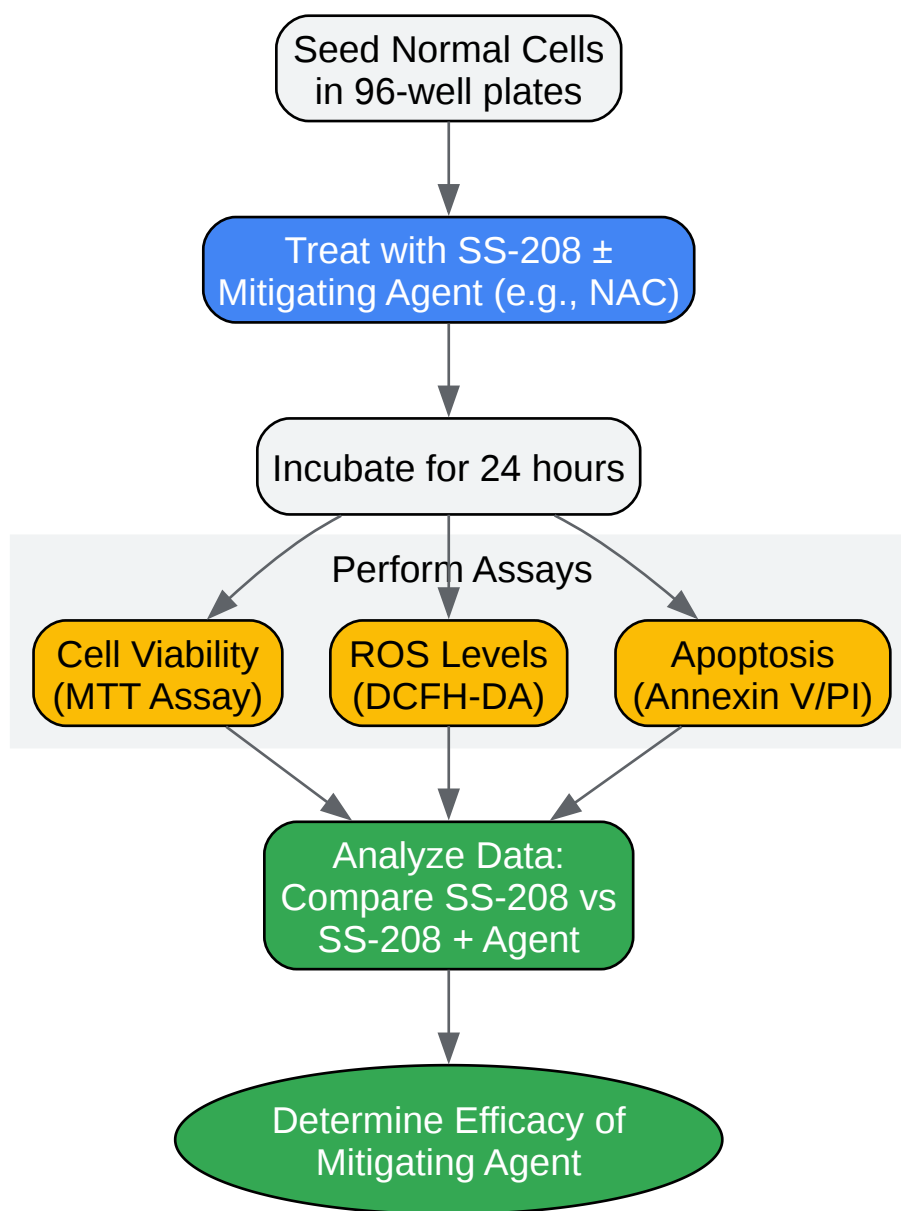 Seed Normal Cells
in 96-well plates
Treat with SS-208 ±
Mitigating Agent (e.g., NAC)
Incubate for 24 hours
Perform Assays
Cell Viability
(MTT Assay)
ROS Levels
(DCFH-DA)
Apoptosis
(Annexin V/PI)
Analyze Data:
Compare SS-208 vs
SS-208 + Agent
Determine Efficacy of
Mitigating Agent